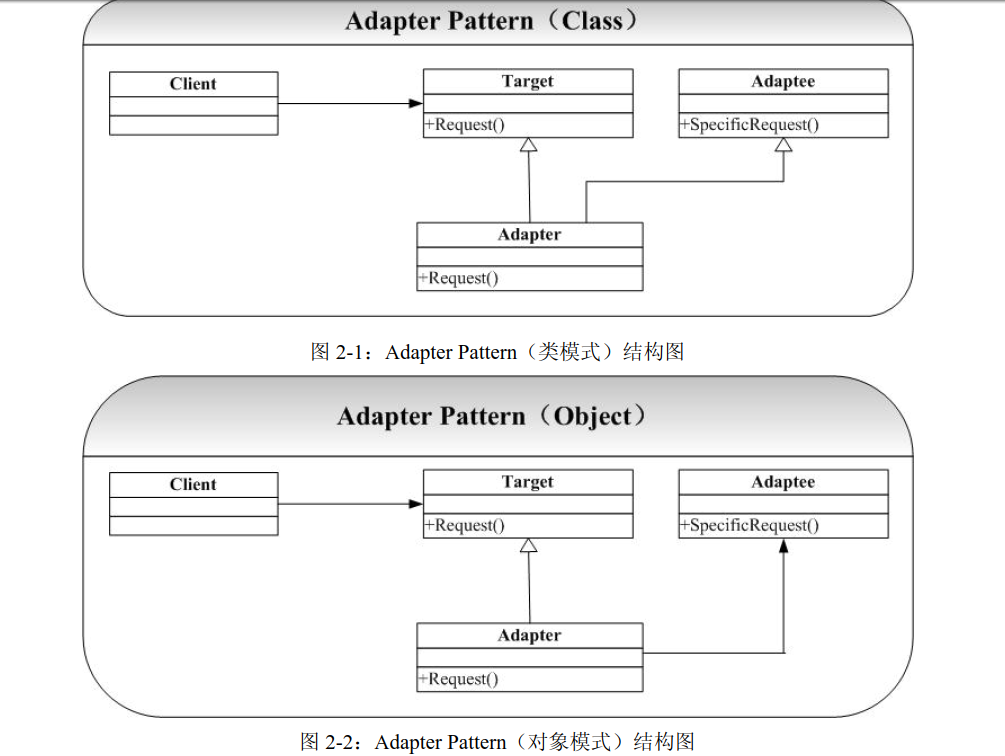 Adapter Pattern（Class）
Client
Target
Adaptee
+Request()
+SpecificRequest()
Adapter
+Request()
图 2-1：Adapter Pattern（类模式）结构图
Adapter Pattern（Object）
Client
Target
Adaptee
+Request()
+SpecificRequest()
Adapter
+Request()
图 2-2：Adapter Pattern（对象模式）结构图